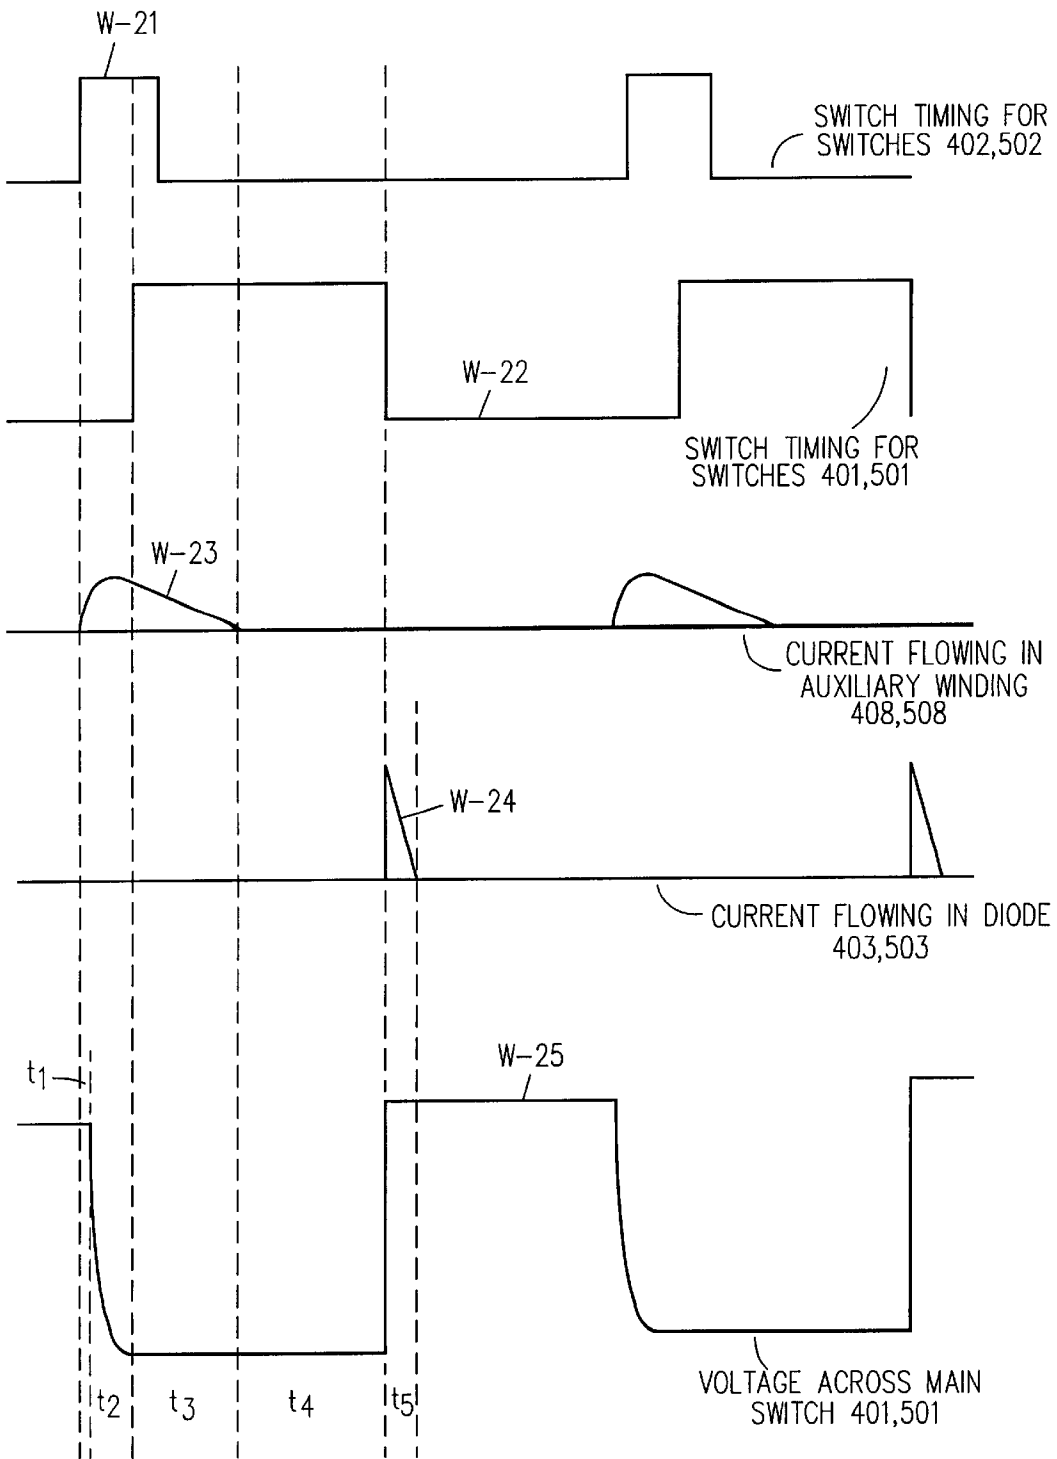 W-21
SWITCH TIMING FOR
SWITCHES 402,502
W-22
SWITCH TIMING FOR
SWITCHES 401,501
W-23
CURRENT FLOWING IN
AUXILIARY WINDING
408,508
W-24
CURRENT FLOWING IN DIODE
403,503
W-25
t1
VOLTAGE ACROSS MAIN
SWITCH 401,501
t2 t3 t4 t5